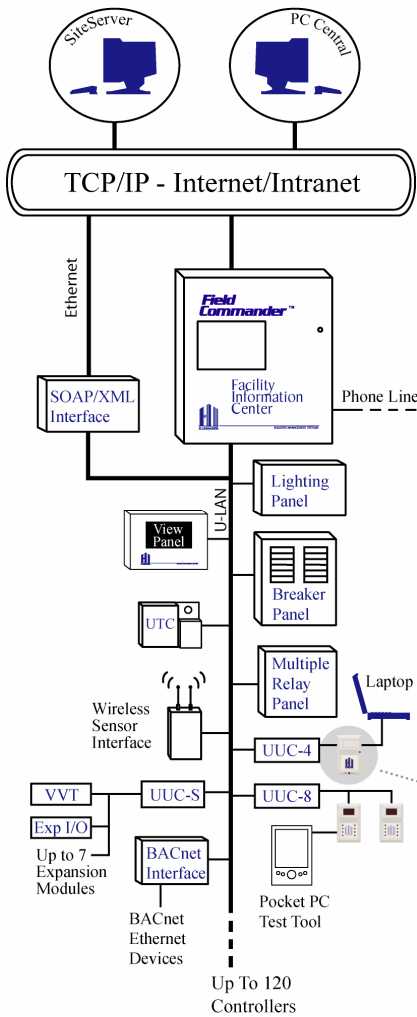 SiteServer
PC Central
TCP/IP - Internet/Intranet
Ethernet
Field
Commander™
Facility
Information
Center
Phone Line
SOAP/XML
Interface
U-LAN
Lighting
Panel
View
Panel
Breaker
Panel
UTC
Multiple
Relay
Panel
Laptop
Wireless
Sensor
Interface
UUC-4
VVT
UUC-S
UUC-8
Exp I/O
Up to 7
Expansion
Modules
BACnet
Interface
Pocket PC
Test Tool
BACnet
Ethernet
Devices
Up To 120
Controllers